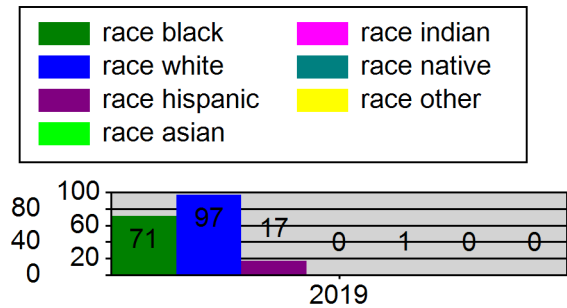 race black
race white
race hispanic
race asian
race indian
race native
race other
100
80
60
40
20
0
71 97 17 0 1 0 0
2019